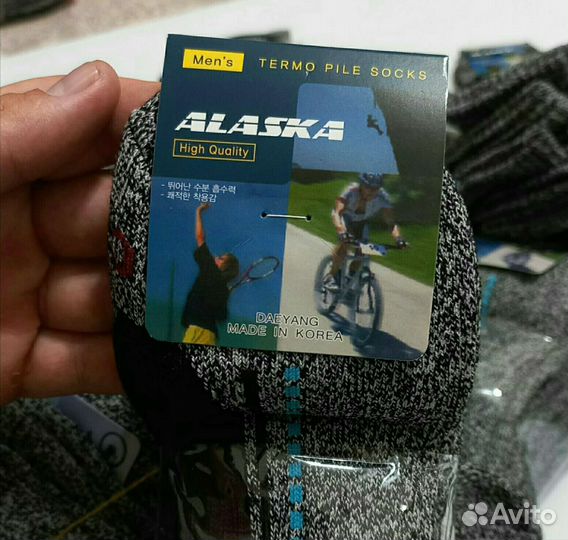 Men's
TERMO PILE SOCKS
ALASKA
High Quality
- 뛰어난 수분 흡수력
- 쾌적한 착용감
DAEYANG
MADE IN KOREA
Avito